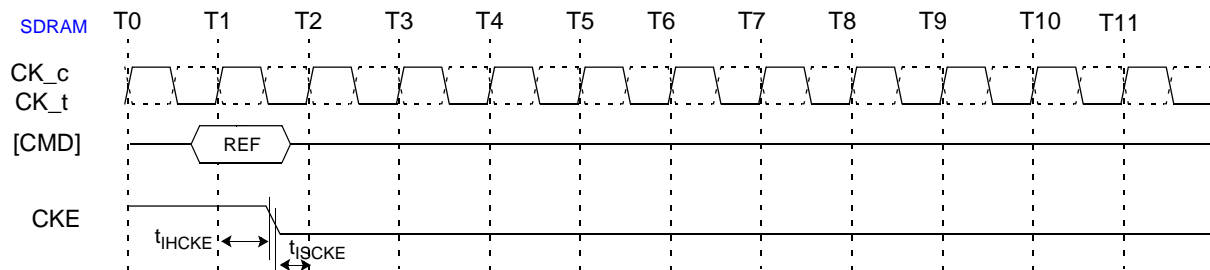 SDRAM T0 T1 T2 T3 T4 T5 T6 T7 T8 T9 T10 T11
CK_c
CK_t
[CMD] REF
CKE
tIHCKE
tISCKE